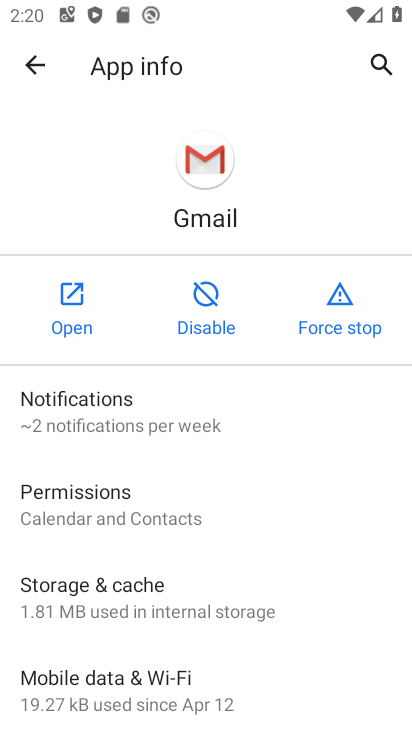 2:20
App info
Gmail
Open
Disable
Force stop
Notifications
~2 notifications per week
Permissions
Calendar and Contacts
Storage & cache
1.81 MB used in internal storage
Mobile data & Wi-Fi
19.27 kB used since Apr 12